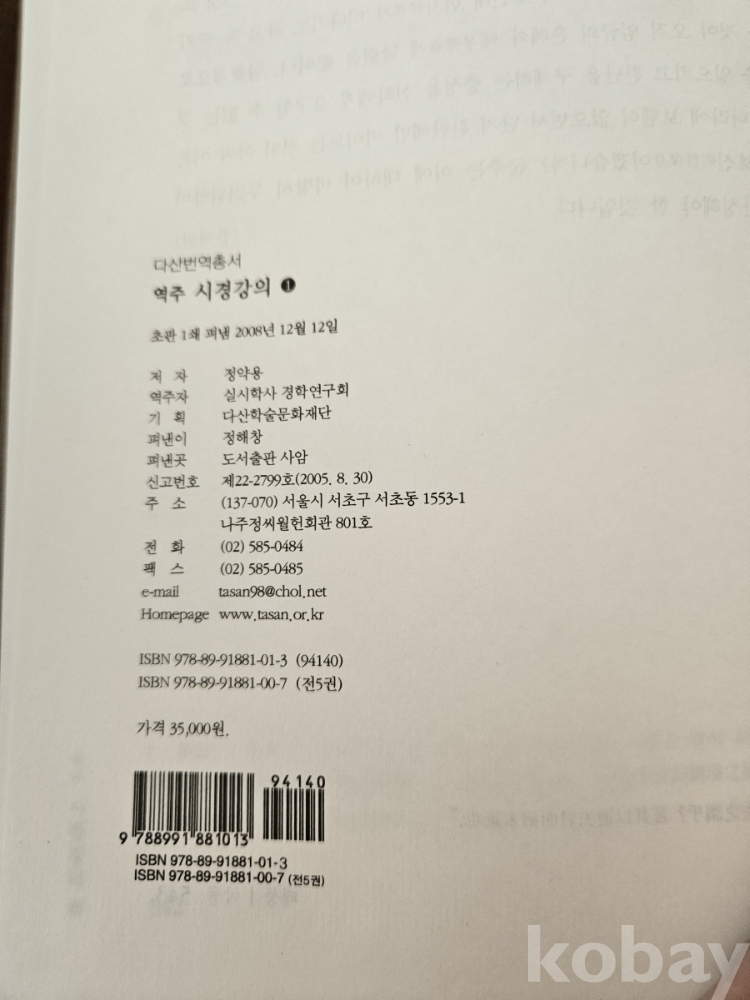 다산번역총서
역주 시경강의 ❶
초판 1쇄 펴냄 2008년 12월 12일
저 자 정약용
역주자 실시학사 경학연구회
기 획 다산학술문화재단
펴낸이 정해창
펴낸곳 도서출판 사암
신고번호 제22-2799호(2005. 8. 30)
주 소 (137-070) 서울시 서초구 서초동 1553-1
나주정씨월헌회관 801호
전 화 (02) 585-0484
팩 스 (02) 585-0485
e-mail tasan98@chol.net
Homepage www.tasan.or.kr
ISBN 978-89-91881-01-3 (94140)
ISBN 978-89-91881-00-7 (전5권)
가격 35,000원.
94140
9 788991 881013
ISBN 978-89-91881-01-3
ISBN 978-89-91881-00-7 (전5권)
kobay